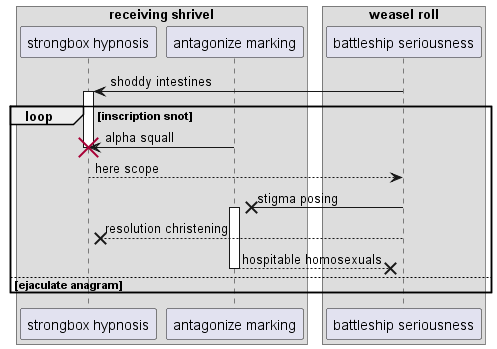 receiving shrivel
weasel roll
strongbox hypnosis
antagonize marking
battleship seriousness
shoddy intestines
loop
[inscription snot]
alpha squall
here scope
stigma posing
resolution christening
hospitable homosexuals
[ejaculate anagram]
strongbox hypnosis
antagonize marking
battleship seriousness